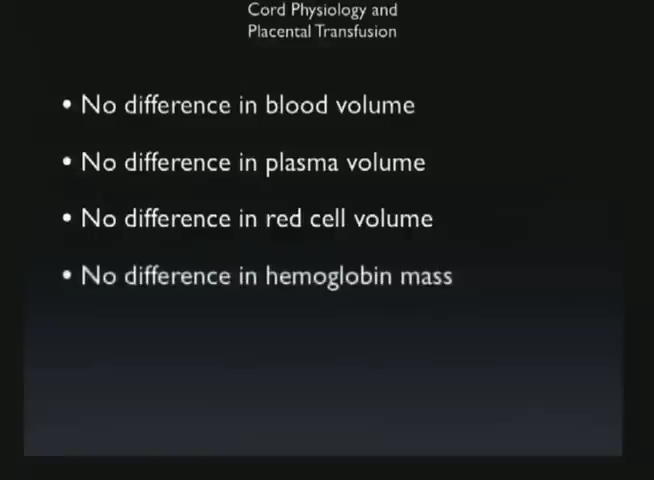 Cord Physiology and
Placental Transfusion
• No difference in blood volume
• No difference in plasma volume
• No difference in red cell volume
• No difference in hemoglobin mass